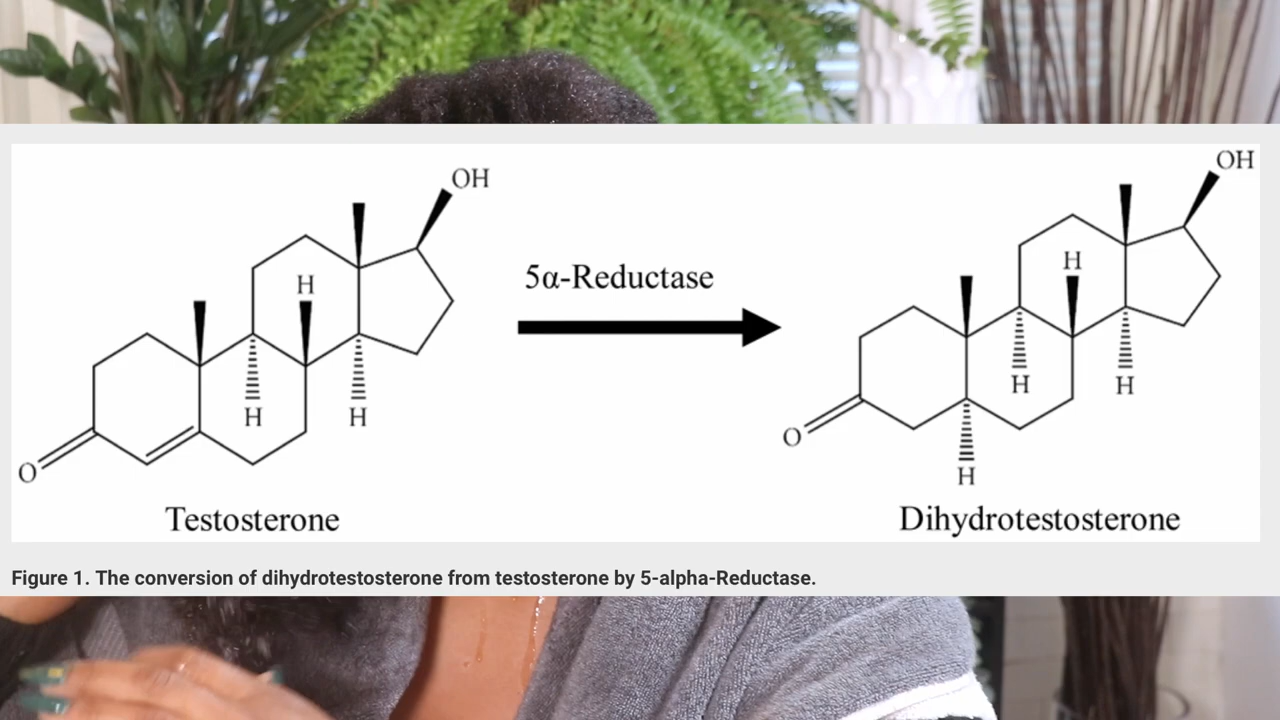 OH
H
H
H
O
Testosterone
5α-Reductase
OH
H
H
H
O
H
Dihydrotestosterone
Figure 1. The conversion of dihydrotestosterone from testosterone by 5-alpha-Reductase.